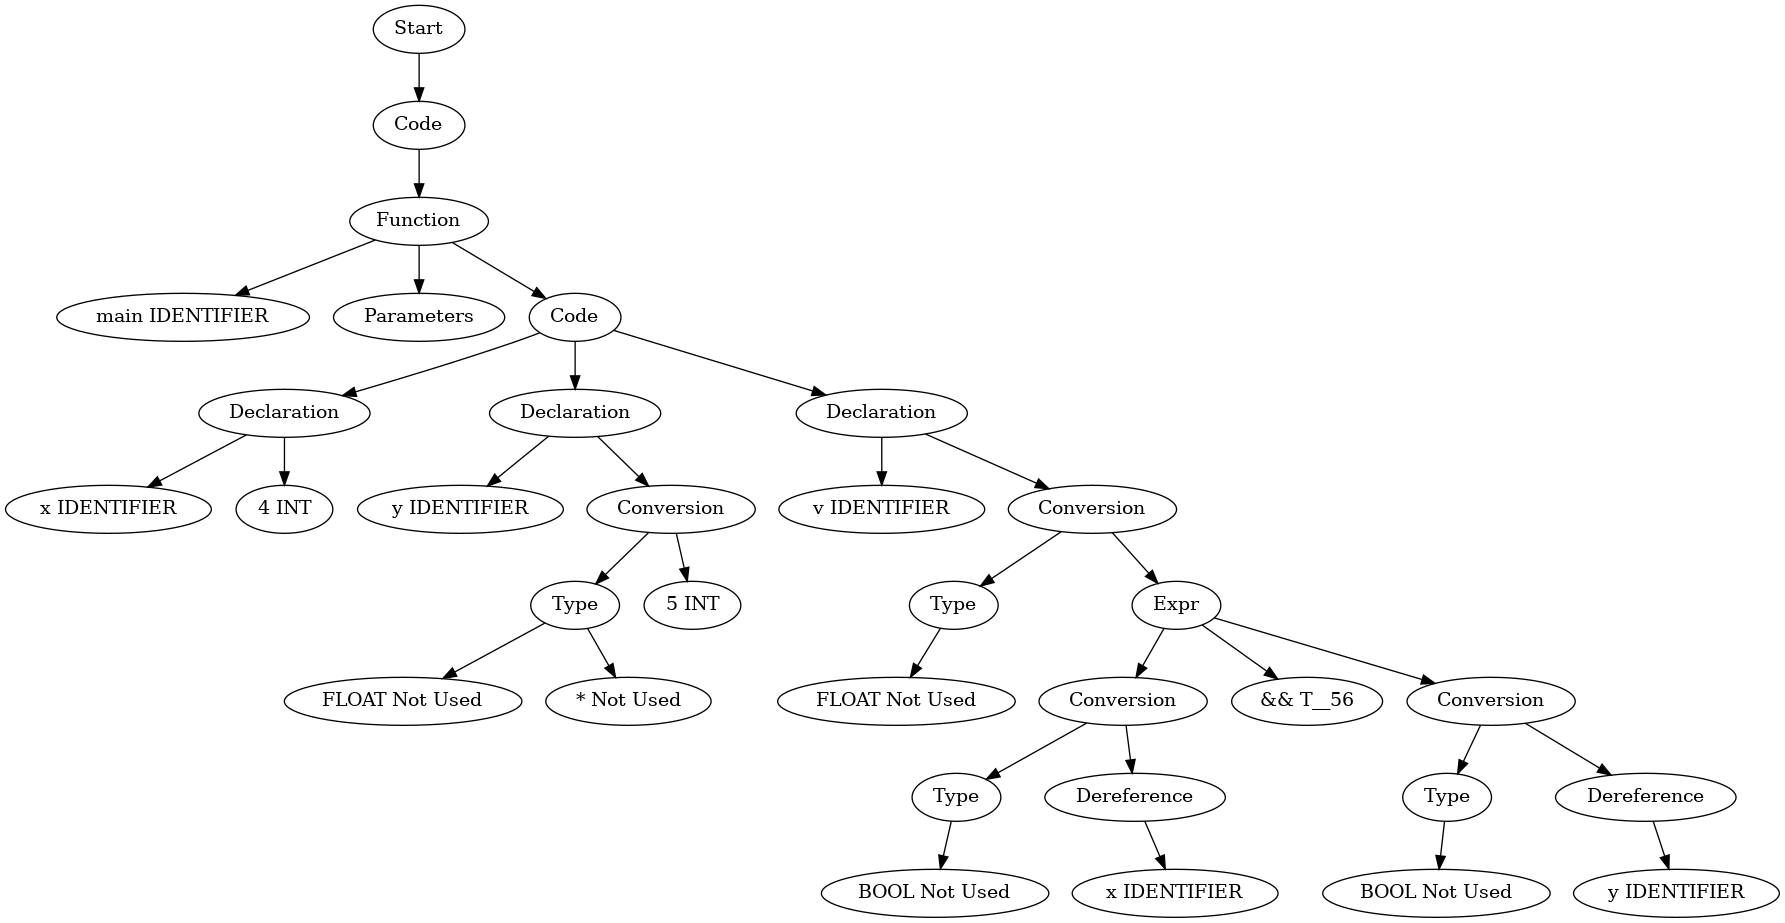 Start
Code
Function
main IDENTIFIER
Parameters
Code
Declaration
Declaration
Declaration
x IDENTIFIER
4 INT
y IDENTIFIER
Conversion
v IDENTIFIER
Conversion
Type
5 INT
Type
Expr
FLOAT Not Used
* Not Used
FLOAT Not Used
Conversion
&& T__56
Conversion
Type
Dereference
Type
Dereference
BOOL Not Used
x IDENTIFIER
BOOL Not Used
y IDENTIFIER